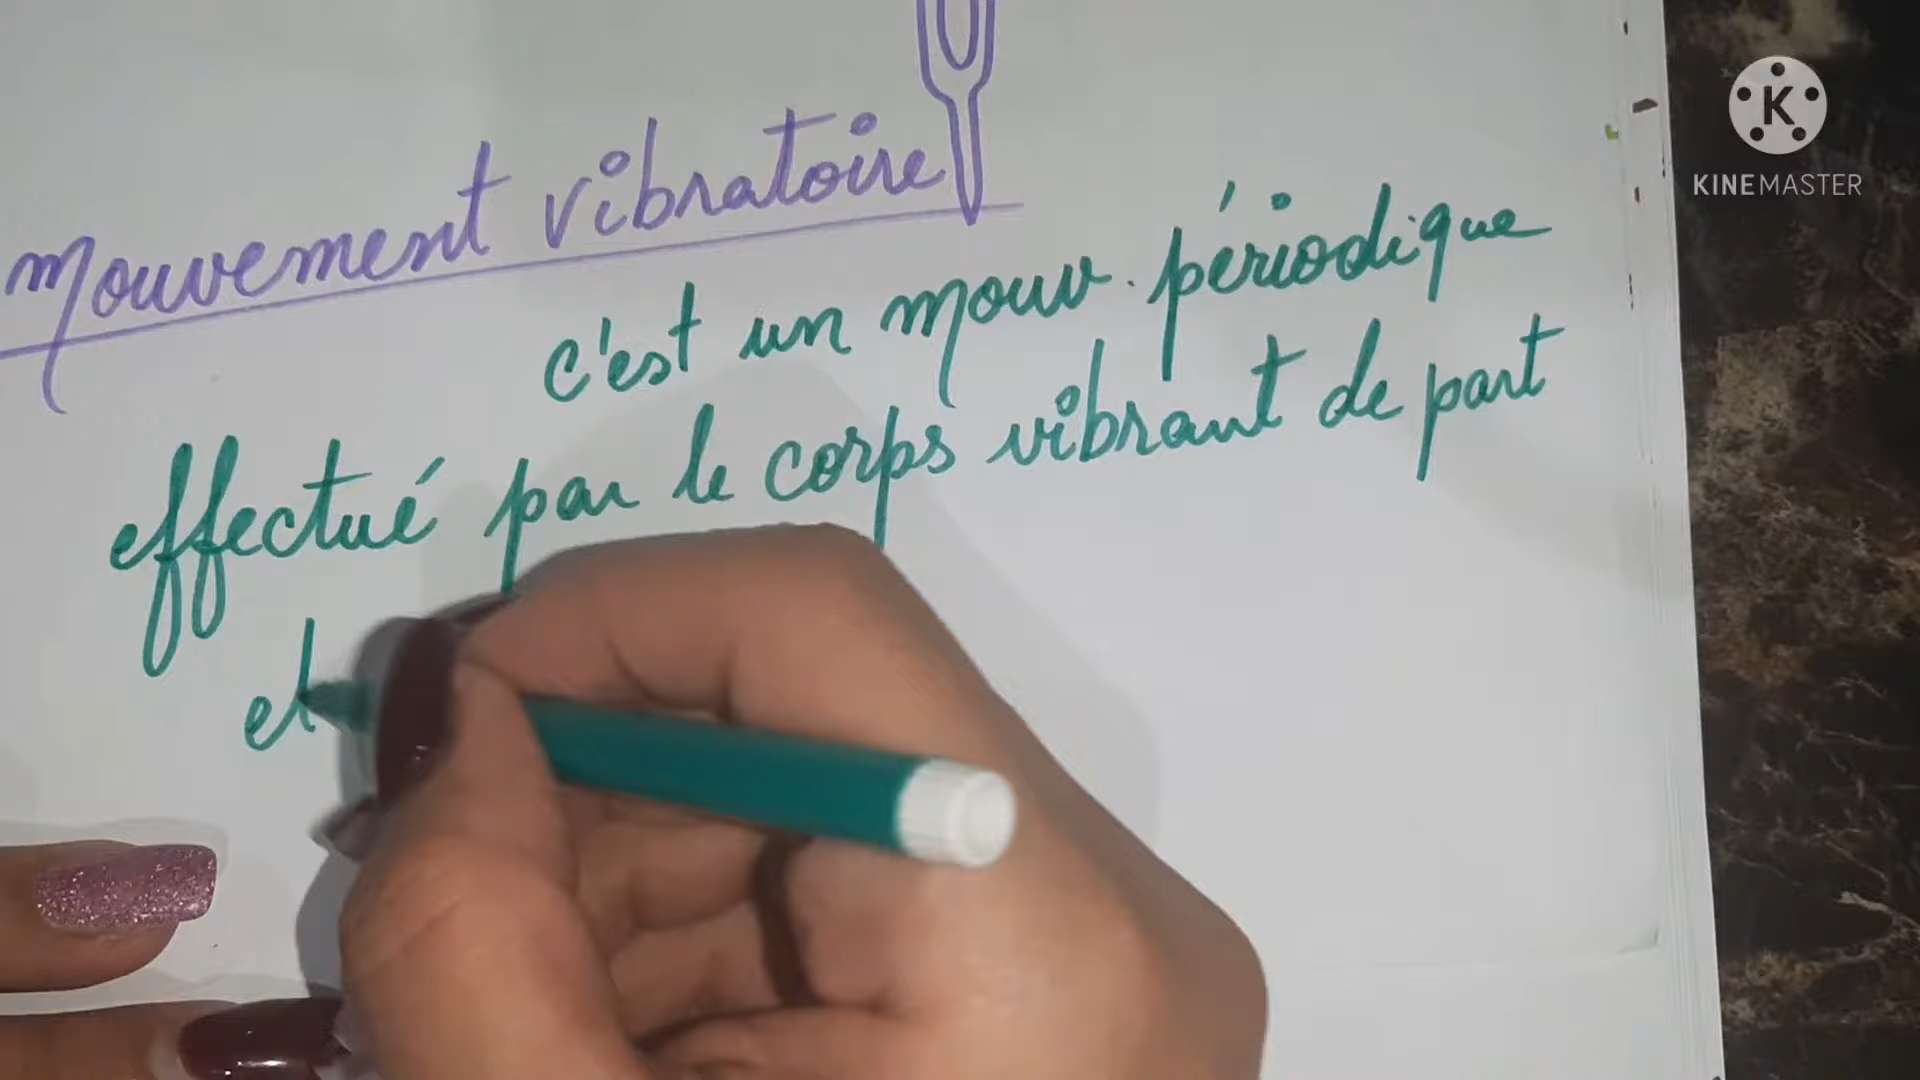 mouvement vibratoire
c'est un mouv. périodique
effectué par le corps vibrant de part
et
K
KINEMASTER